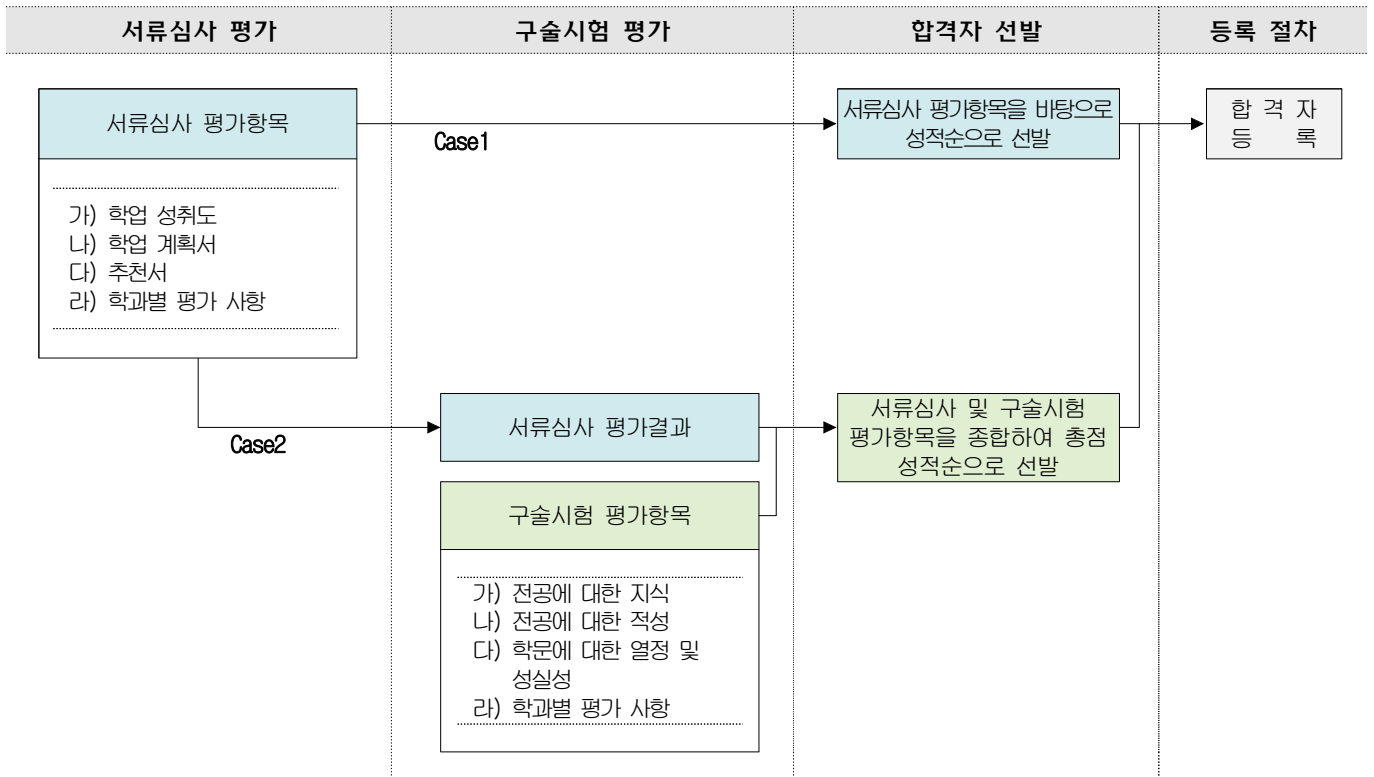 서류심사 평가
구술시험 평가
합격자 선발
등록 절차
서류심사 평가항목
가) 학업 성취도
나) 학업 계획서
다) 추천서
라) 학과별 평가 사항
Case1
서류심사 평가항목을 바탕으로
성적순으로 선발
합 격 자
등 록
Case2
서류심사 평가결과
구술시험 평가항목
가) 전공에 대한 지식
나) 전공에 대한 적성
다) 학문에 대한 열정 및
성실성
라) 학과별 평가 사항
서류심사 및 구술시험
평가항목을 종합하여 총점
성적순으로 선발